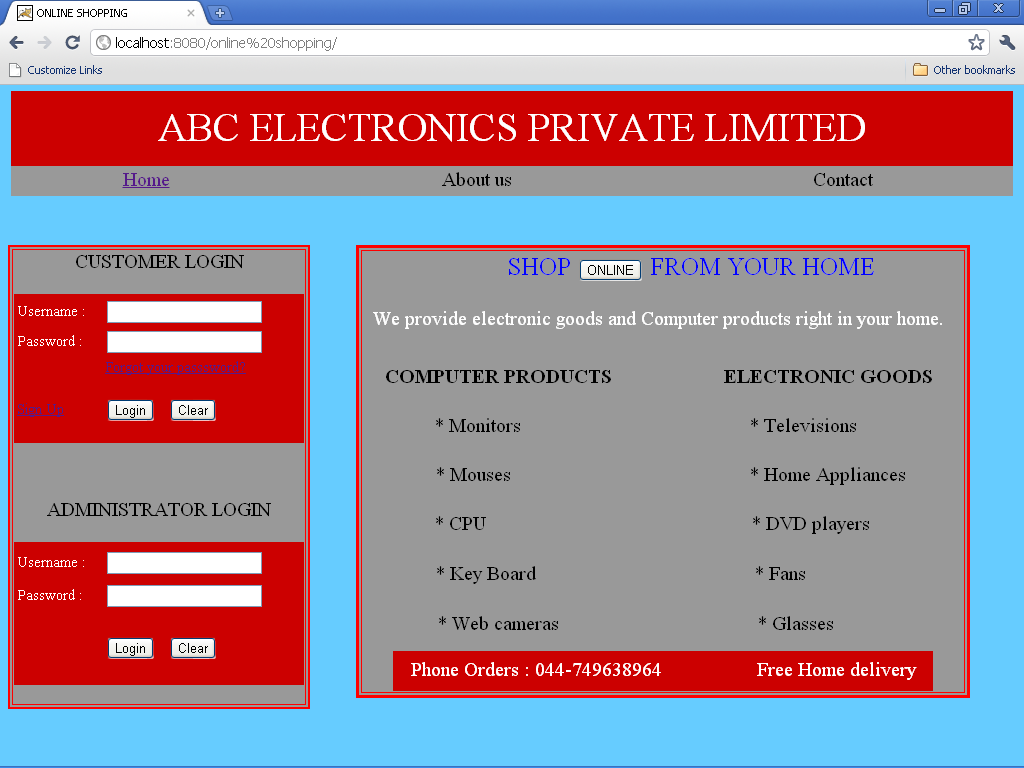 ONLINE SHOPPING
localhost:8080/online%20shopping/
Customize Links
Other bookmarks
ABC ELECTRONICS PRIVATE LIMITED
Home About us Contact
CUSTOMER LOGIN
Username :
Password :
Forgot your password?
Sign Up Login Clear
ADMINISTRATOR LOGIN
Username :
Password :
Login Clear
SHOP ONLINE FROM YOUR HOME
We provide electronic goods and Computer products right in your home.
COMPUTER PRODUCTS ELECTRONIC GOODS
* Monitors * Televisions
* Mouses * Home Appliances
* CPU * DVD players
* Key Board * Fans
* Web cameras * Glasses
Phone Orders : 044-749638964 Free Home delivery